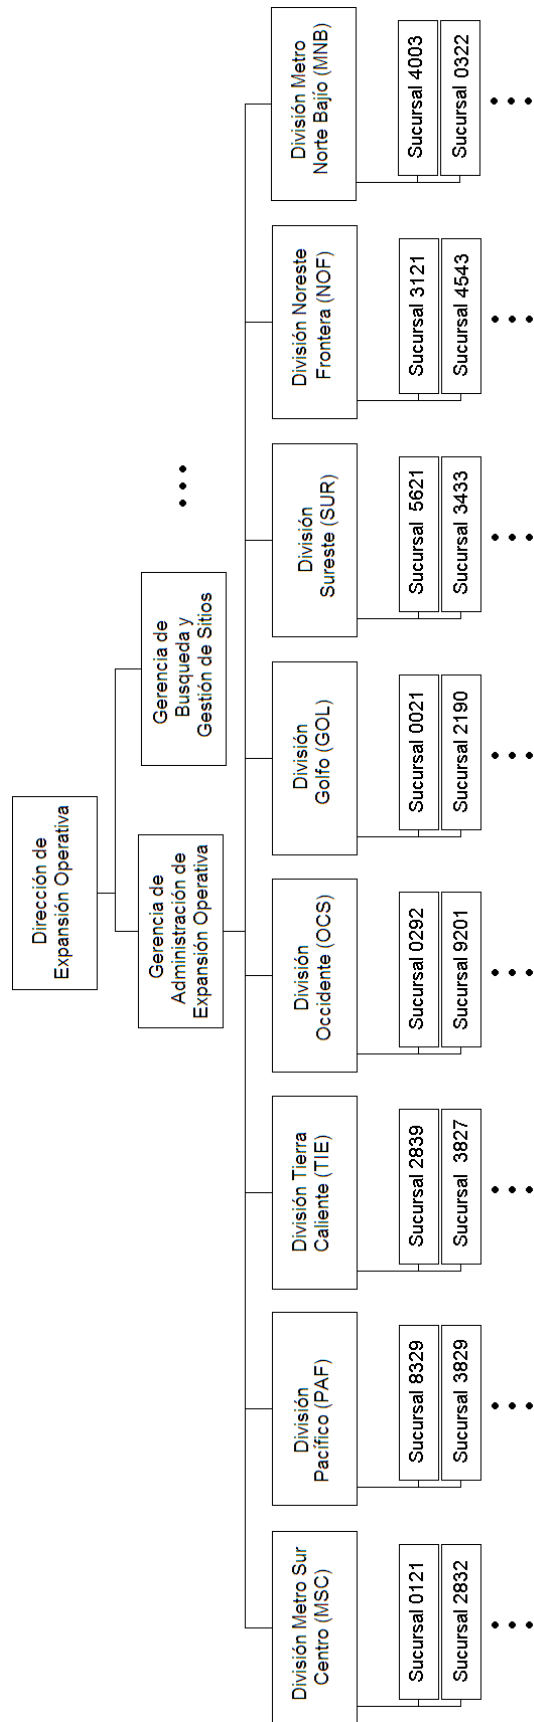 Dirección de
Expansión Operativa
Gerencia de
Administración de
Expansión Operativa
Gerencia de
Busqueda y
Gestión de Sitios
División Metro Sur
Centro (MSC)
Sucursal 0121
Sucursal 2832
División
Pacífico (PAF)
Sucursal 8329
Sucursal 3829
División Tierra
Caliente (TIE)
Sucursal 2839
Sucursal 3827
División
Occidente (OCS)
Sucursal 0292
Sucursal 9201
División
Golfo (GOL)
Sucursal 0021
Sucursal 2190
División
Sureste (SUR)
Sucursal 5621
Sucursal 3433
División Noreste
Frontera (NOF)
Sucursal 3121
Sucursal 4543
División Metro
Norte Bajío (MNB)
Sucursal 4003
Sucursal 0322